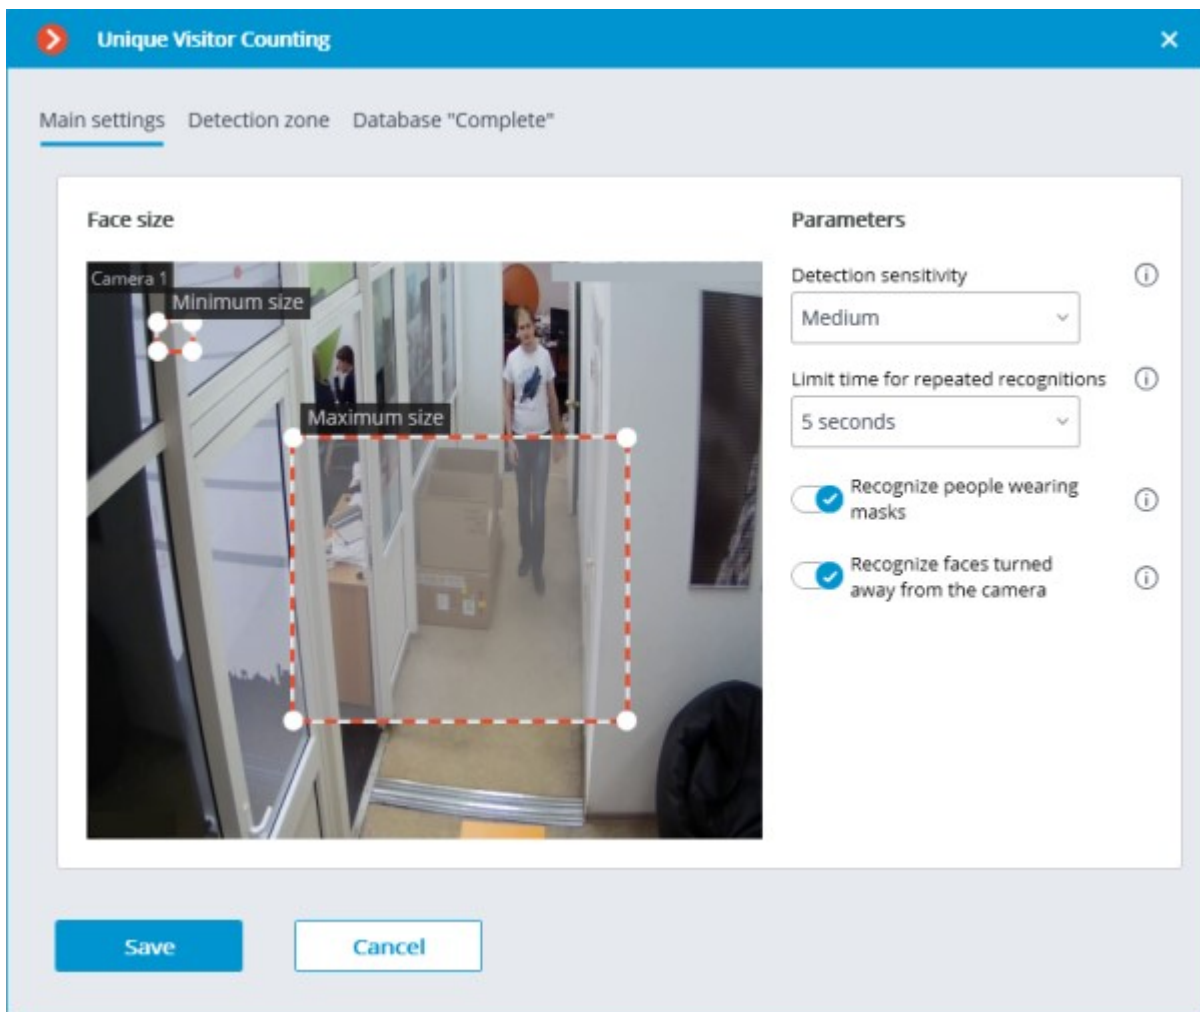 Unique Visitor Counting
Main settings Detection zone Database "Complete"
Face size
Camera 1
Minimum size
Maximum size
Parameters
Detection sensitivity
Medium
Limit time for repeated recognitions
5 seconds
Recognize people wearing
masks
Recognize faces turned
away from the camera
Save Cancel